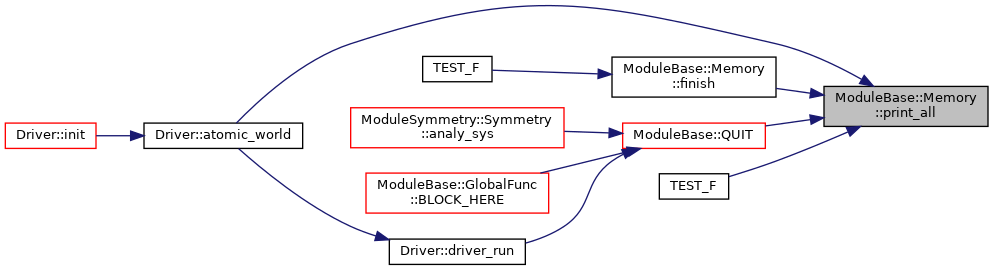 Driver::init
Driver::atomic_world
TEST_F
ModuleSymmetry::Symmetry
::analy_sys
ModuleBase::GlobalFunc
::BLOCK_HERE
Driver::driver_run
ModuleBase::Memory
::finish
ModuleBase::QUIT
TEST_F
ModuleBase::Memory
::print_all